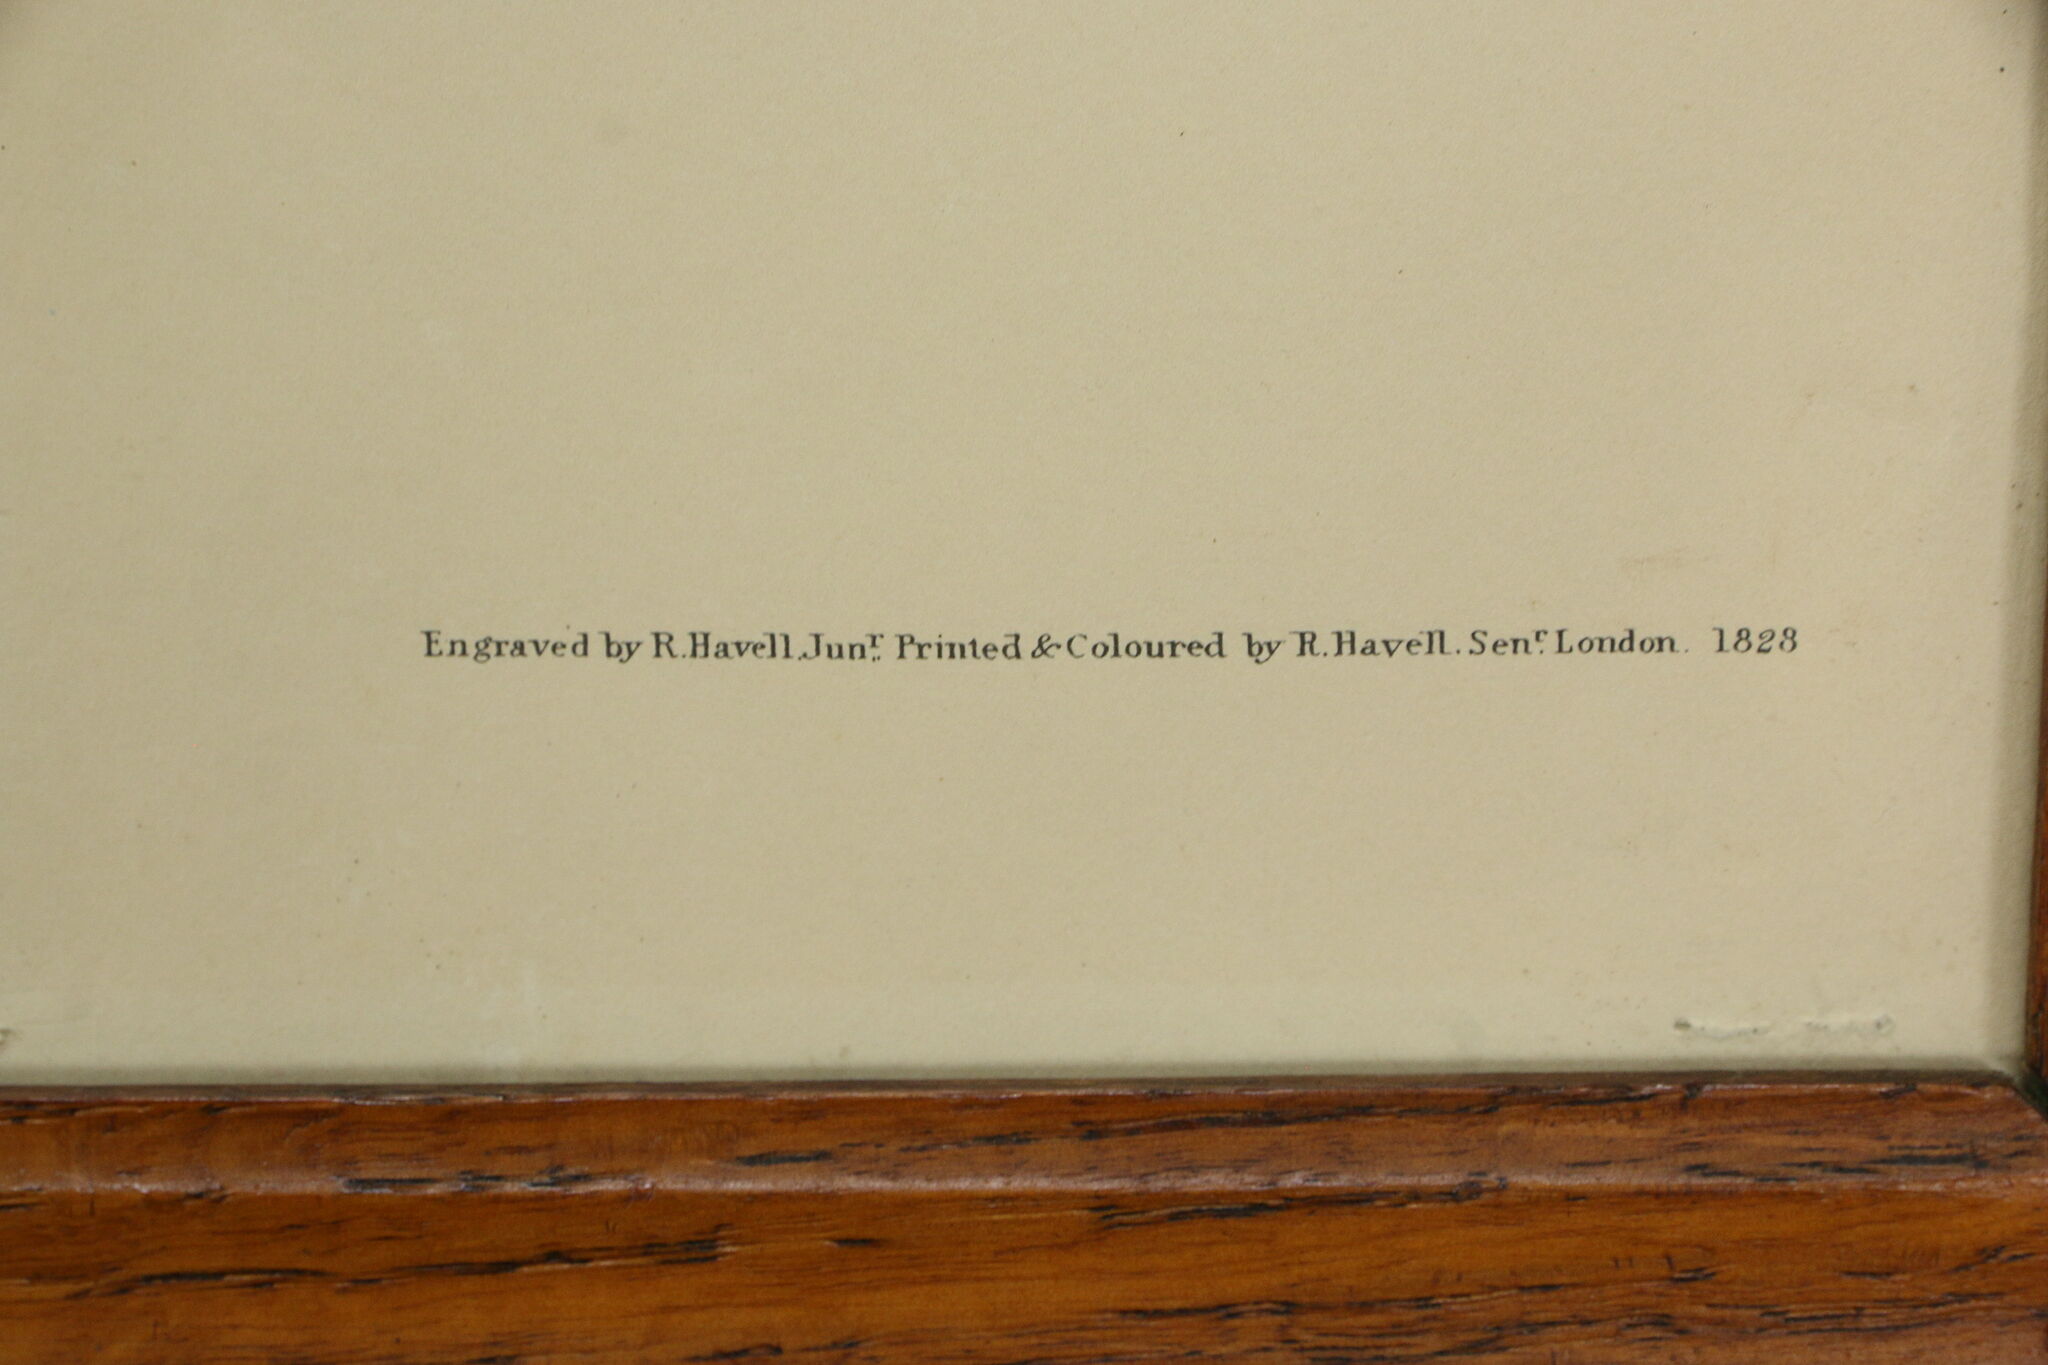 Engraved by R. Havell. Junr. Printed & Coloured by R. Havell. Senr. London. 1828